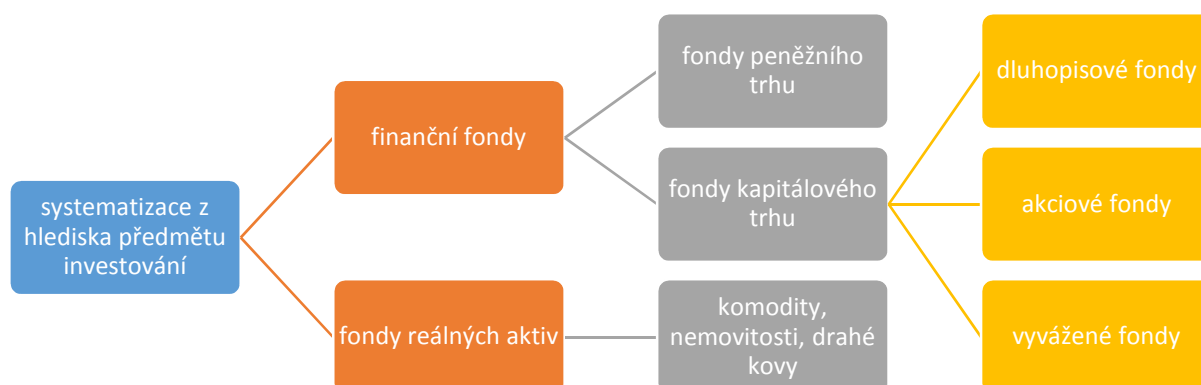 systematizace z
hlediska předmětu
investování
finanční fondy
fondy reálných aktiv
fondy peněžního
trhu
fondy kapitálového
trhu
komodity,
nemovitosti, drahé
kovy
dluhopisové fondy
akciové fondy
vyvážené fondy